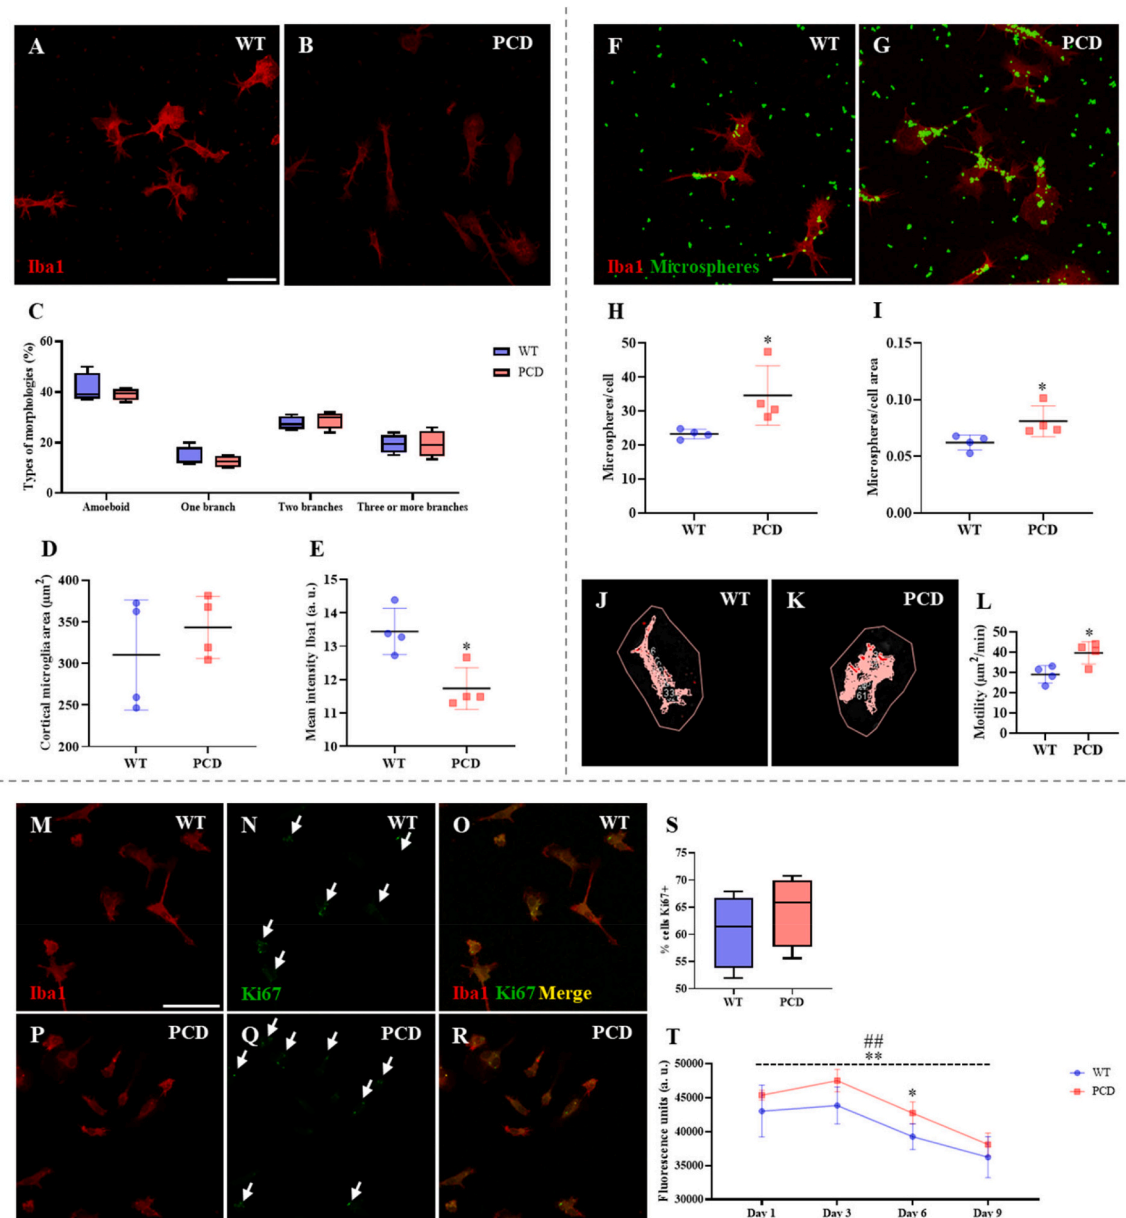 A WT
B PCD
Iba1
F WT
G PCD
Iba1 Microspheres
C
Types of morphologies (%)
60
40
20
0
Amoeboid One branch Two branches Three or more branches
WT
PCD
H
Microspheres/cell
50
40
30
20
10
0
WT PCD
*
I
Microspheres/cell area
0.15
0.10
0.05
0.00
WT PCD
*
D
Cortical microglia area (µm²)
400
350
300
250
200
WT PCD
E
Mean intensity Iba1 (a. u.)
15
14
13
12
11
10
WT PCD
*
J WT
K PCD
L
Motility (µm²/min)
50
40
30
20
10
0
WT PCD
*
M WT
Iba1
N WT
Ki67
O WT
Iba1 Ki67 Merge
P PCD
Q PCD
R PCD
S
% cells Ki67+
75
70
65
60
55
50
WT PCD
T
Fluorescence units (a. u.)
50000
45000
40000
35000
30000
Day 1 Day 3 Day 6 Day 9
##
**
*
WT
PCD